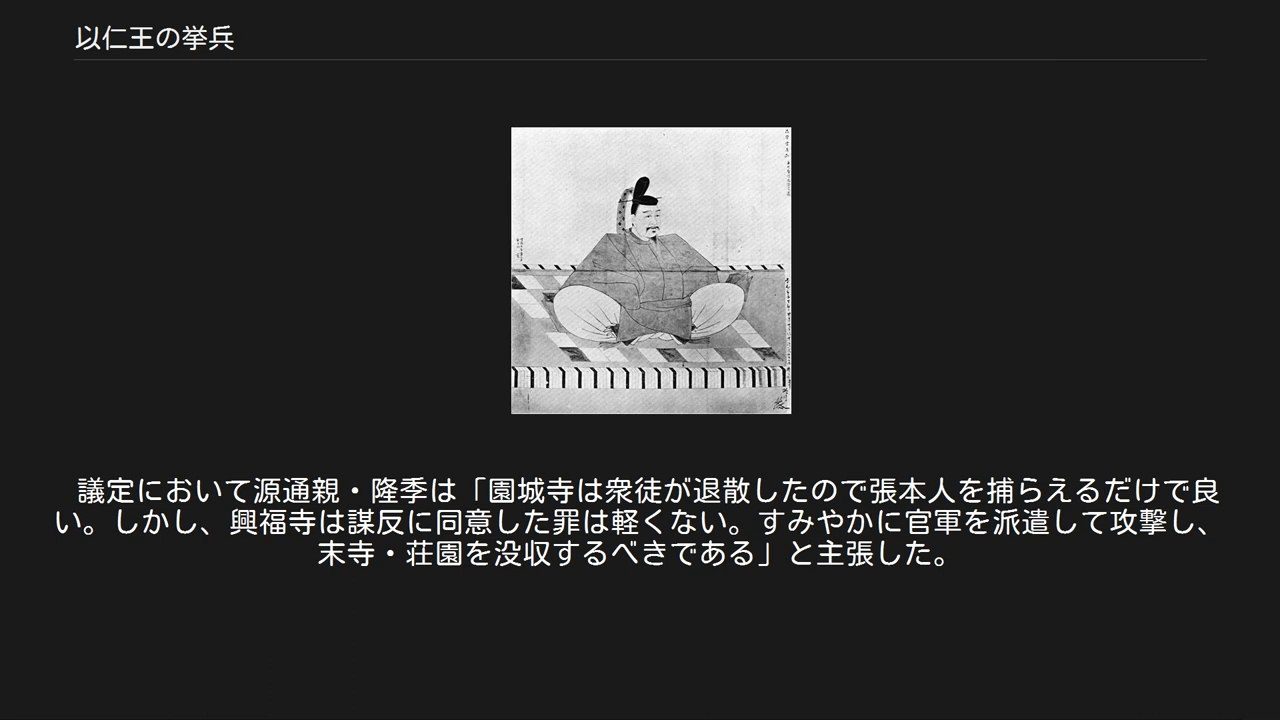 以仁王の挙兵
議定において源通親・隆季は「園城寺は衆徒が退散したので張本人を捕らえるだけで良
い。しかし、興福寺は謀反に同意した罪は軽くない。すみやかに官軍を派遣して攻撃し、
末寺・荘園を没収するべきである」と主張した。